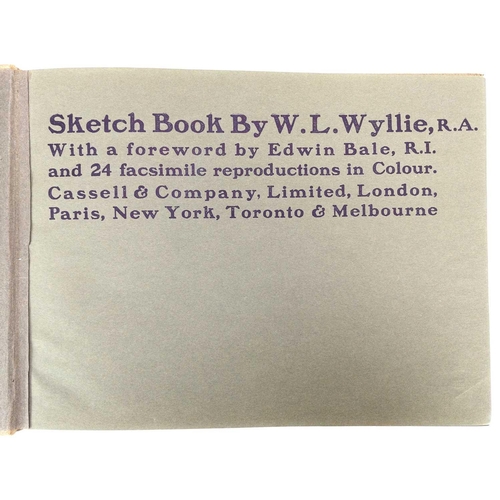 Sketch Book By W. L. Wyllie, R.A.
With a foreword by Edwin Bale, R.I.
and 24 facsimile reproductions in Colour.
Cassell & Company, Limited, London,
Paris, New York, Toronto & Melbourne